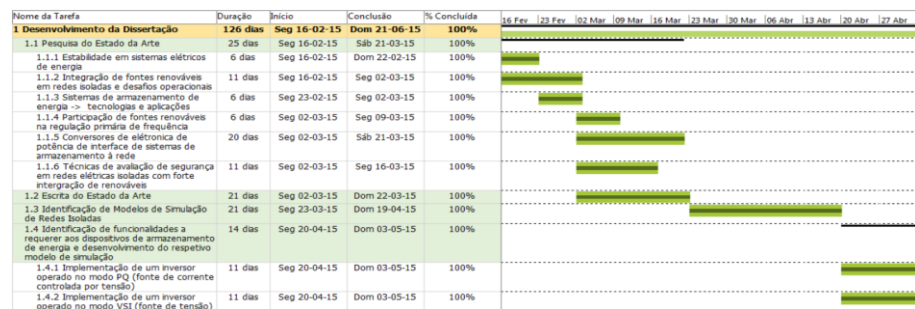 Nome da Tarefa Duração Início Conclusão % Concluída 16 Fev 23 Fev 02 Mar 09 Mar 16 Mar 23 Mar 30 Mar 06 Abr 13 Abr 20 Abr 27 Abr
1 Desenvolvimento da Dissertação 126 dias Seg 16-02-15 Dom 21-06-15 100%
1.1 Pesquisa do Estado da Arte 25 dias Seg 16-02-15 Sáb 21-03-15 100%
1.1.1 Estabilidade em sistemas elétricos 6 dias Seg 16-02-15 Dom 22-02-15 100%
de energia
1.1.2 Integração de fontes renováveis 11 dias Seg 16-02-15 Seg 02-03-15 100%
em redes isoladas e desafios operacionais
1.1.3 Sistemas de armazenamento de 6 dias Seg 23-02-15 Seg 02-03-15 100%
energia -> tecnologias e aplicações
1.1.4 Participação de fontes renováveis 6 dias Seg 02-03-15 Seg 09-03-15 100%
na regulação primária de frequência
1.1.5 Conversores de elétronica de 20 dias Seg 02-03-15 Sáb 21-03-15 100%
potência de interface de sistemas de
armazenamento à rede
1.1.6 Técnicas de avaliação de segurança 11 dias Seg 02-03-15 Seg 16-03-15 100%
em redes elétricas isoladas com forte
intergração de renováveis
1.2 Escrita do Estado da Arte 21 dias Seg 02-03-15 Dom 22-03-15 100%
1.3 Identificação de Modelos de Simulação 21 dias Seg 23-03-15 Dom 19-04-15 100%
de Redes Isoladas
1.4 Identificação de funcionalidades a 14 dias Seg 20-04-15 Dom 03-05-15 100%
requerer aos dispositivos de armazenamento
de energia e desenvolvimento do respetivo
modelo de simulação
1.4.1 Implementação de um inversor 11 dias Seg 20-04-15 Dom 03-05-15 100%
operado no modo PQ (fonte de corrente
controlada por tensão)
1.4.2 Implementação de um inversor 11 dias Seg 20-04-15 Dom 03-05-15 100%
operado no modo VSI (fonte de tensão)